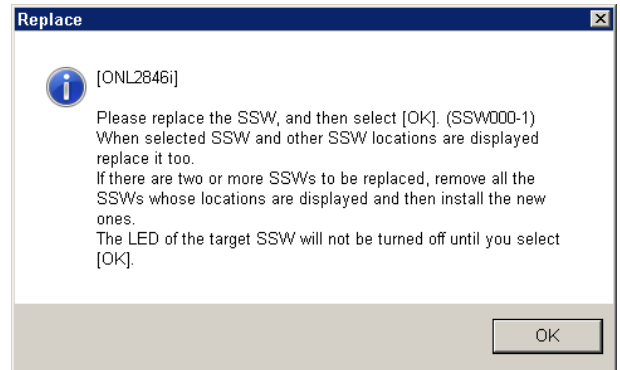 Replace
[ONL2846i]
Please replace the SSW, and then select [OK]. (SSW000-1)
When selected SSW and other SSW locations are displayed
replace it too.
If there are two or more SSWs to be replaced, remove all the
SSWs whose locations are displayed and then install the new
ones.
The LED of the target SSW will not be turned off until you select
[OK].
OK